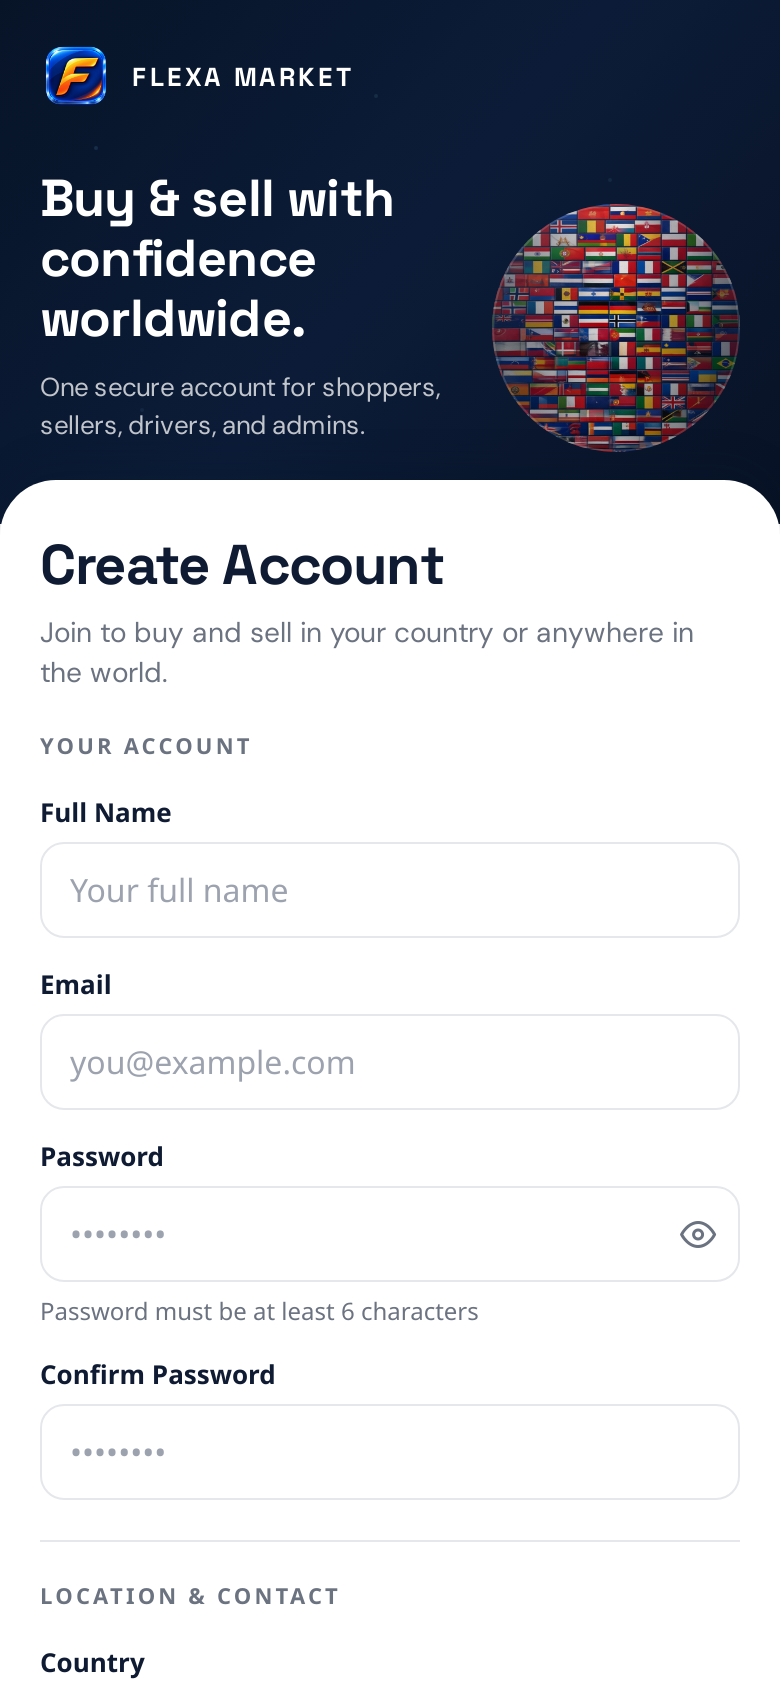 FLEXA MARKET
Buy & sell with
confidence
worldwide.
One secure account for shoppers,
sellers, drivers, and admins.
Create Account
Join to buy and sell in your country or anywhere in
the world.
YOUR ACCOUNT
Full Name
Your full name
Email
you@example.com
Password
••••••••
Password must be at least 6 characters
Confirm Password
••••••••
LOCATION & CONTACT
Country